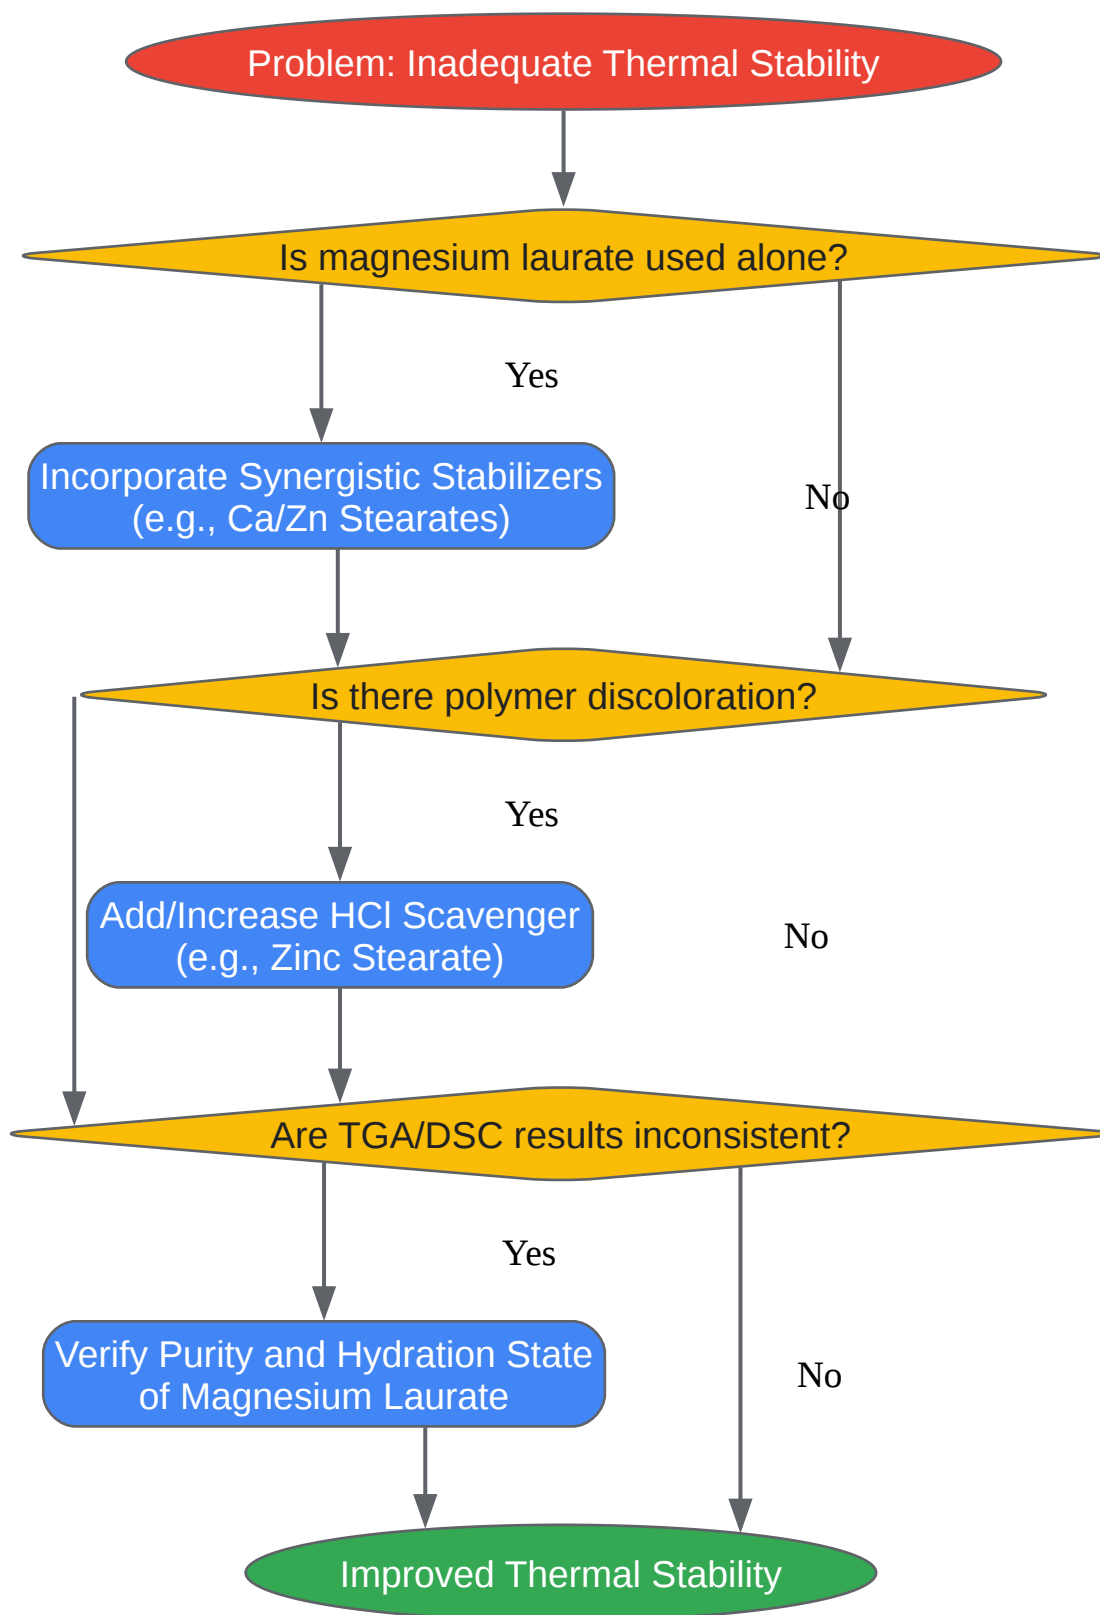 Problem: Inadequate Thermal Stability
Is magnesium laurate used alone?
Yes
Incorporate Synergistic Stabilizers
(e.g., Ca/Zn Stearates)
No
Is there polymer discoloration?
Yes
Add/Increase HCl Scavenger
(e.g., Zinc Stearate)
No
Are TGA/DSC results inconsistent?
Yes
Verify Purity and Hydration State
of Magnesium Laurate
No
Improved Thermal Stability